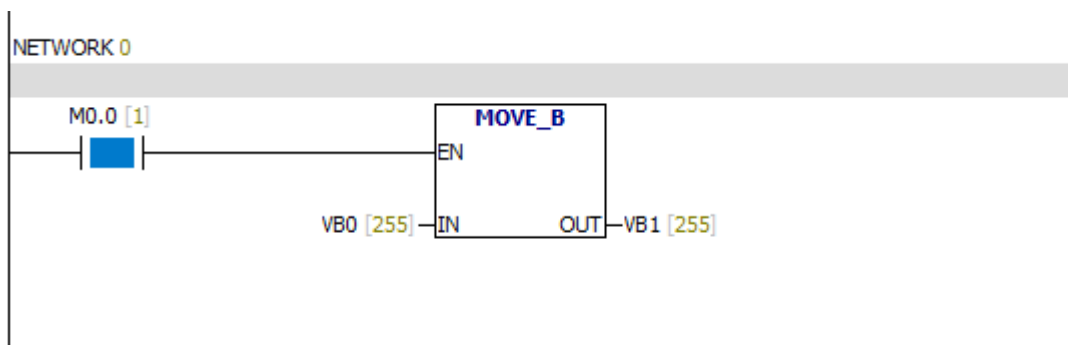 NETWORK 0
M0.0 [1]
MOVE_B
EN
VB0 [255] IN OUT VB1 [255]